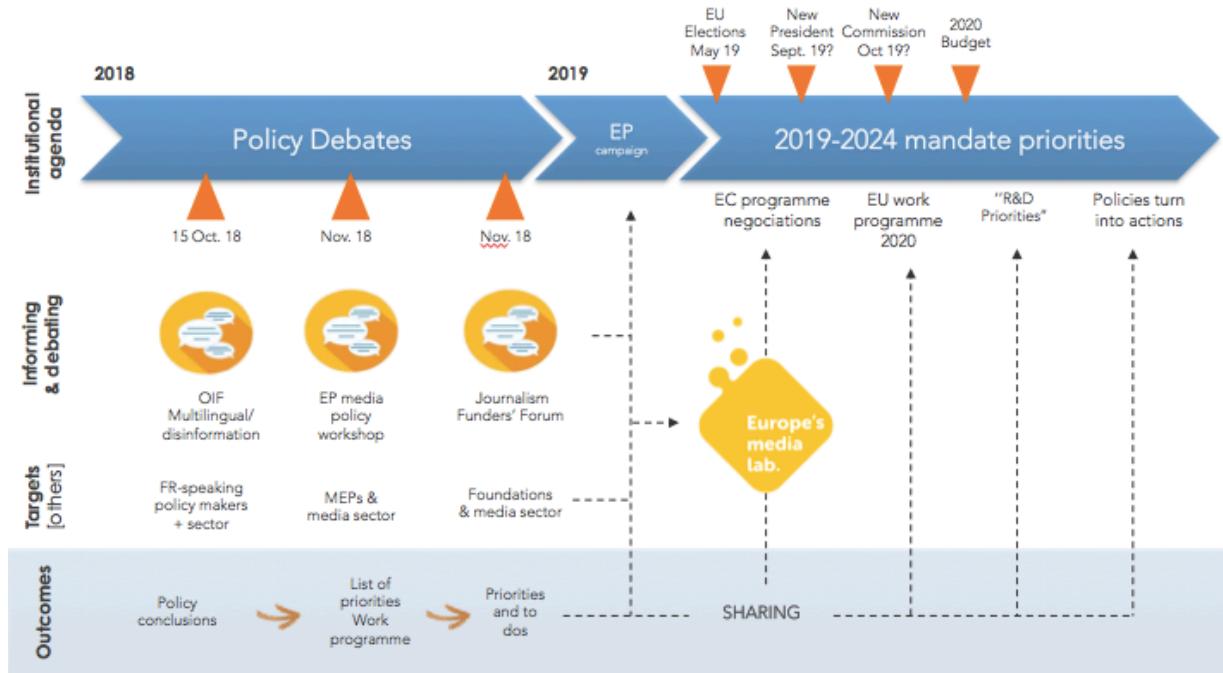 EU
Elections
May 19
New
President
Sept. 19?
New
Commission
Oct 19?
2020
Budget
2018
2019
Institutional
agenda
Policy Debates
EP
campaign
2019-2024 mandate priorities
15 Oct. 18
Nov. 18
Nov. 18
EC programme
negociations
EU work
programme
2020
‘‘R&D
Priorities”
Policies turn
into actions
Informing
& debating
OIF
Multilingual/
disinformation
EP media
policy
workshop
Journalism
Funders’ Forum
Europe's
media
lab.
Targets
[others]
FR-speaking
policy makers
+ sector
MEPs &
media sector
Foundations
& media sector
Outcomes
Policy
conclusions
List of
priorities
Work
programme
Priorities
and to
dos
SHARING